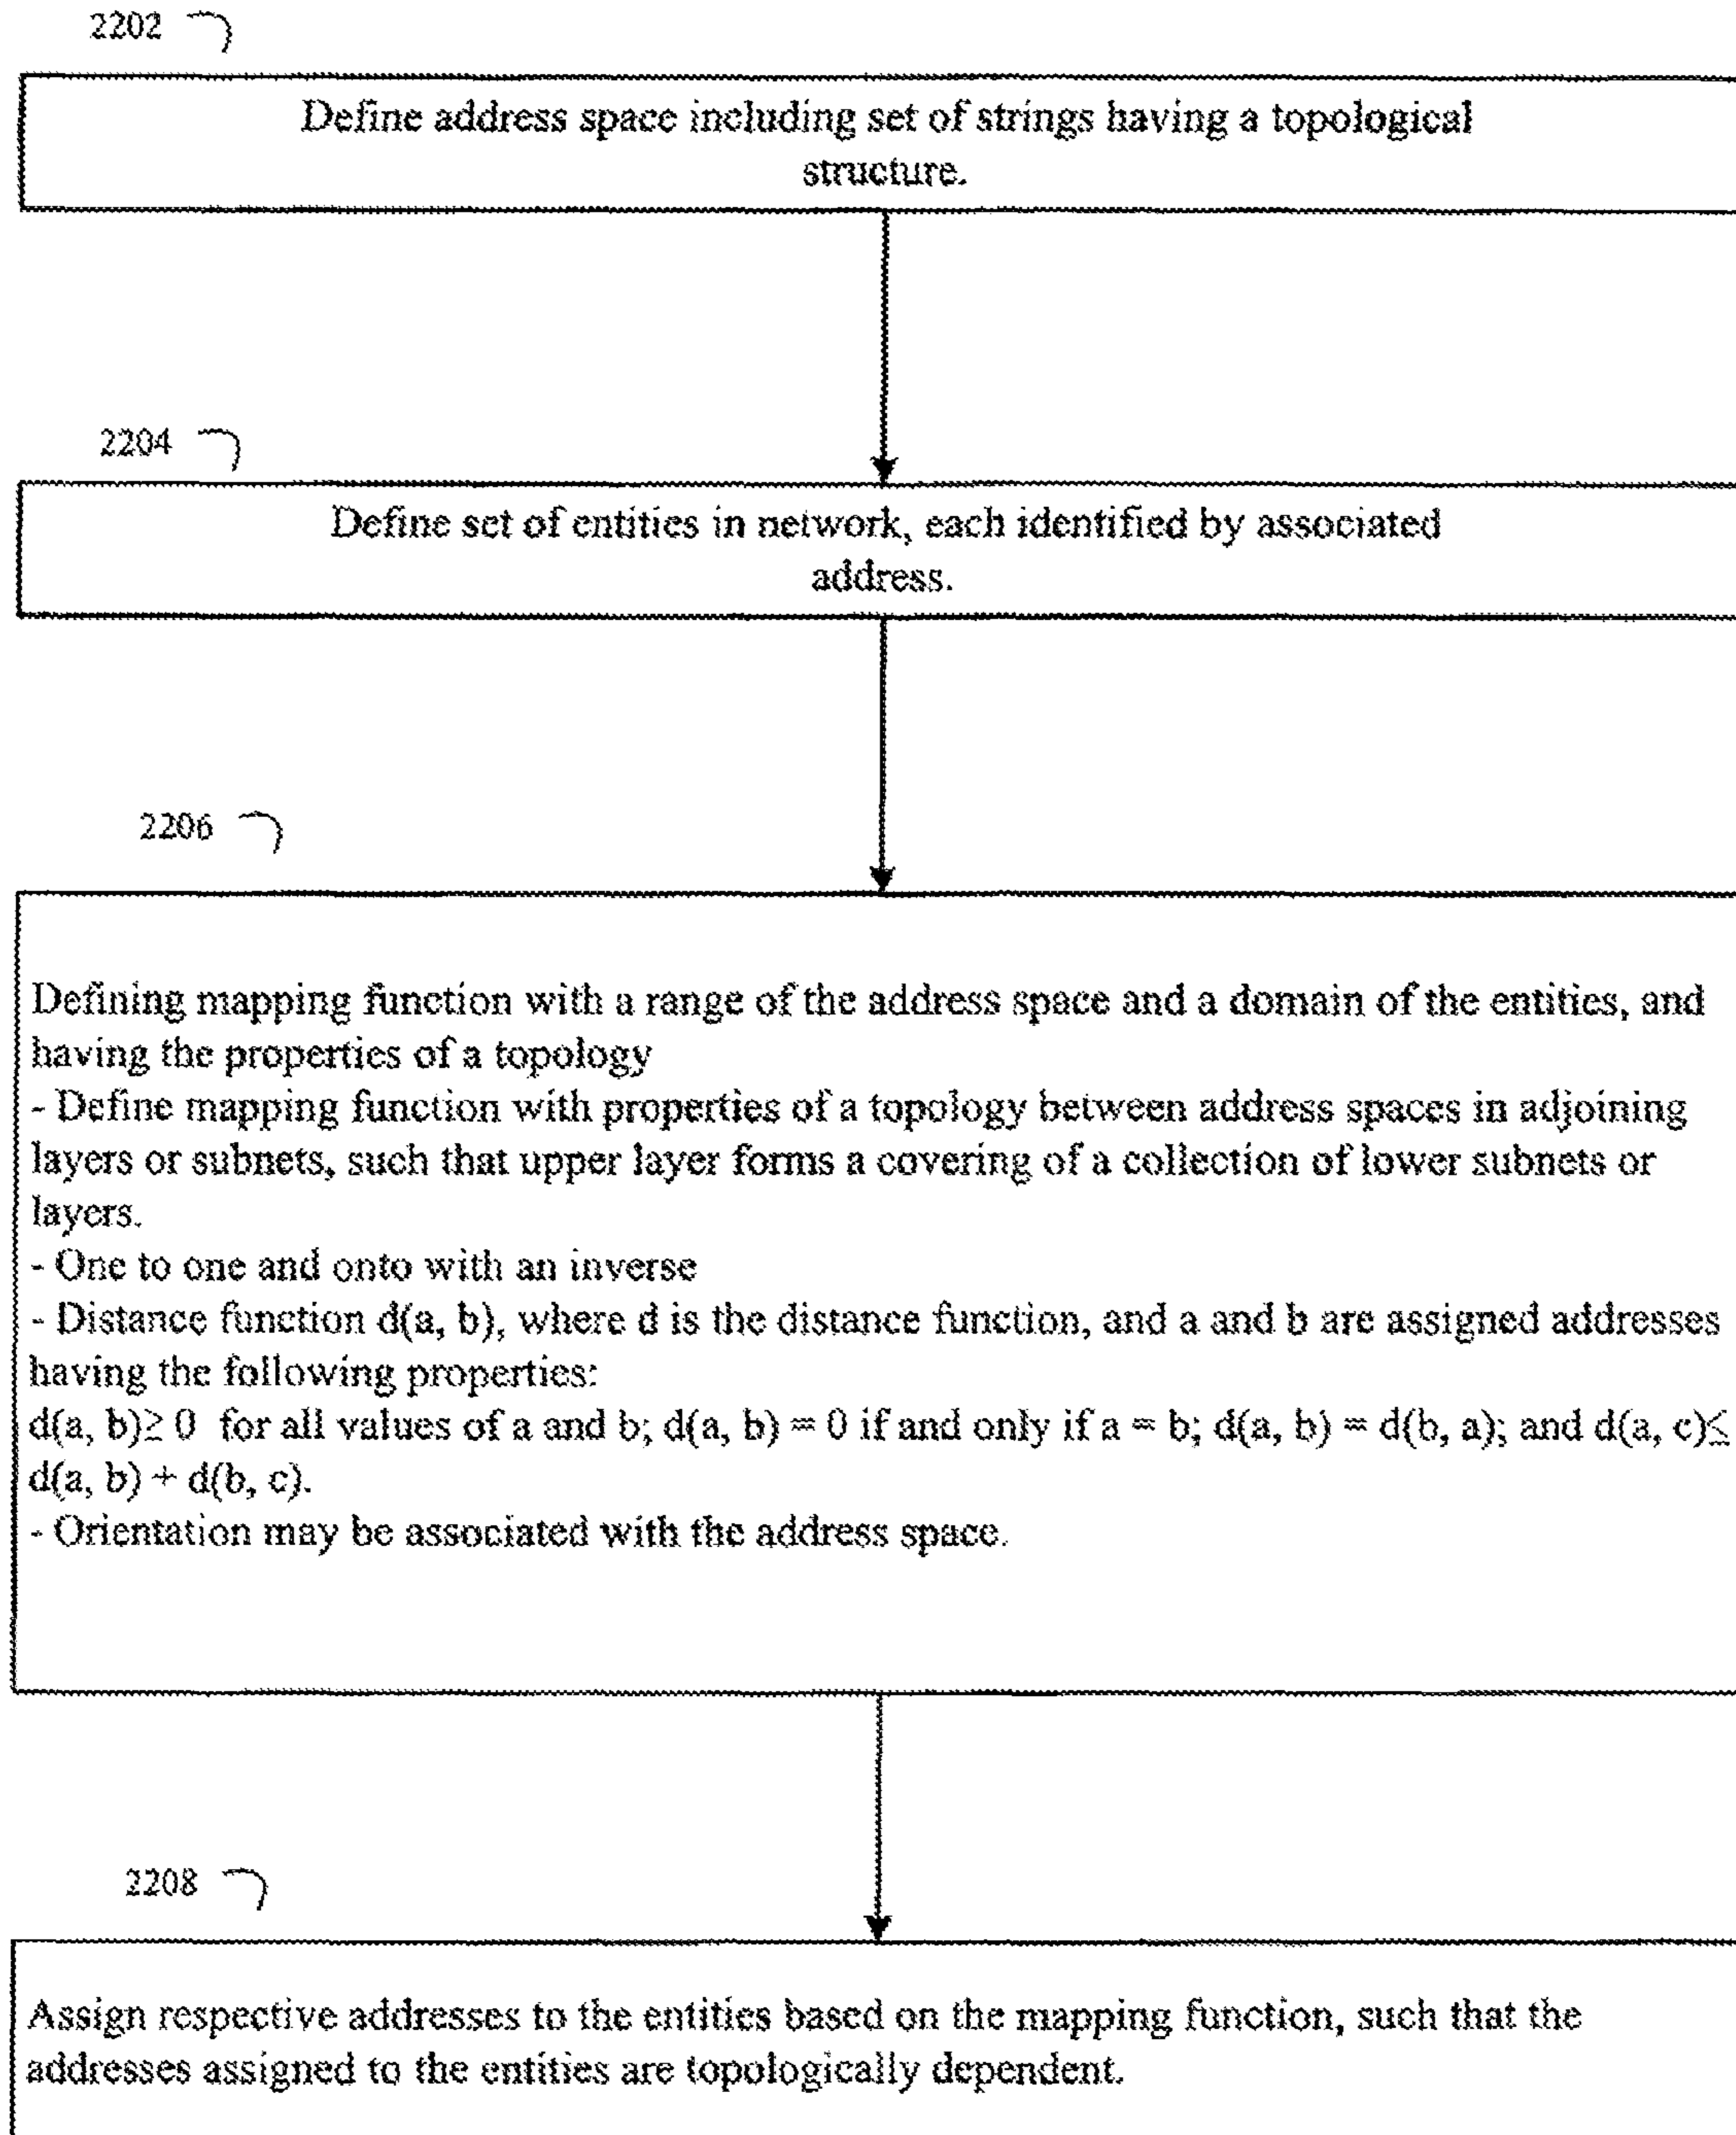 2202
Define address space including set of strings having a topological
structure.
2204
Define set of entities in network, each identified by associated
address.
2206
Defining mapping function with a range of the address space and a domain of the entities, and
having the properties of a topology
- Define mapping function with properties of a topology between address spaces in adjoining
layers or subnets, such that upper layer forms a covering of a collection of lower subnets or
layers.
- One to one and onto with an inverse
- Distance function d(a, b), where d is the distance function, and a and b are assigned addresses
having the following properties:
d(a, b)≥ 0 for all values of a and b; d(a, b) = 0 if and only if a = b; d(a, b) = d(b, a); and d(a, c)≤
d(a, b) + d(b, c).
- Orientation may be associated with the address space.
2208
Assign respective addresses to the entities based on the mapping function, such that the
addresses assigned to the entities are topologically dependent.